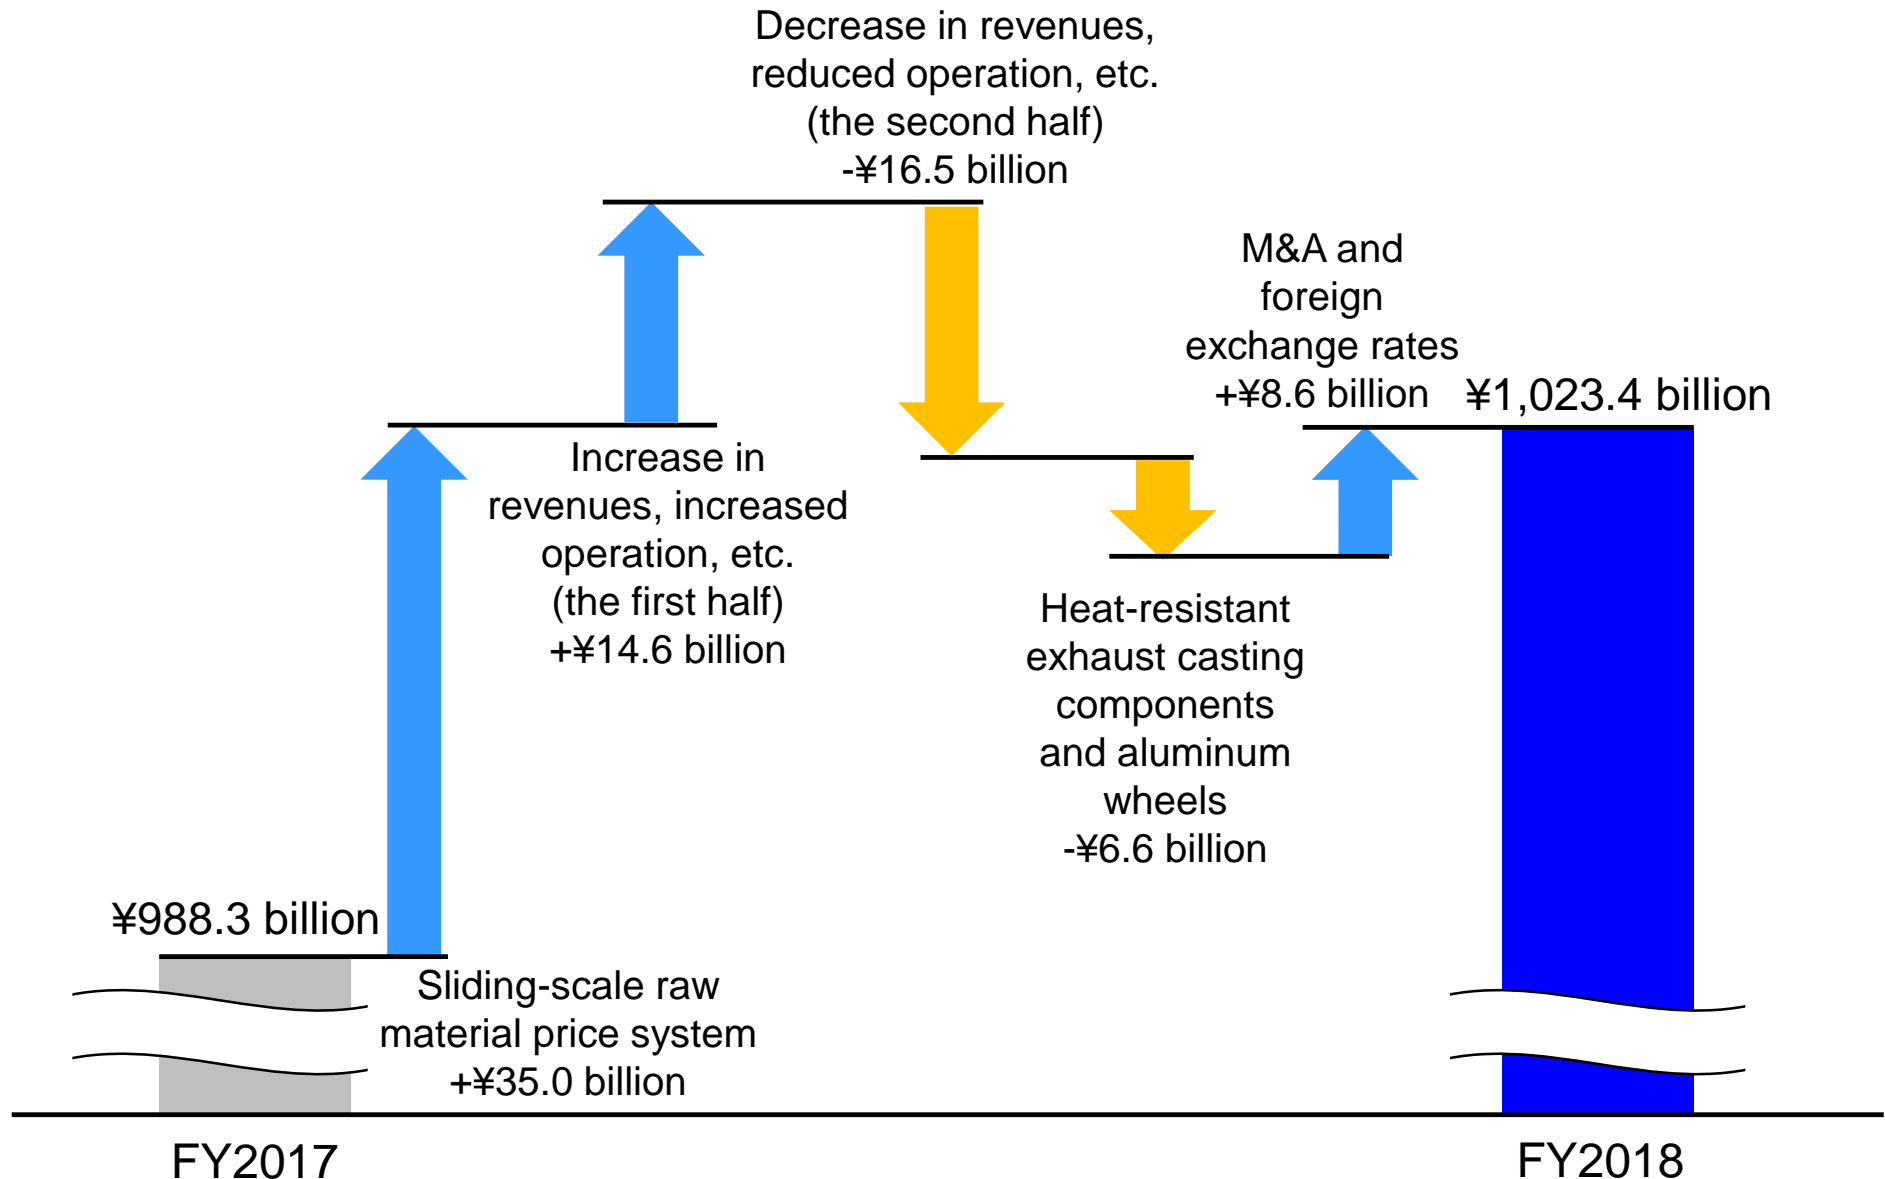 Decrease in revenues,
reduced operation, etc.
(the second half)
-¥16.5 billion
M&A and
foreign
exchange rates
+¥8.6 billion
¥1,023.4 billion
Increase in
revenues, increased
operation, etc.
(the first half)
+¥14.6 billion
Heat-resistant
exhaust casting
components
and aluminum
wheels
-¥6.6 billion
¥988.3 billion
Sliding-scale raw
material price system
+¥35.0 billion
FY2017
FY2018